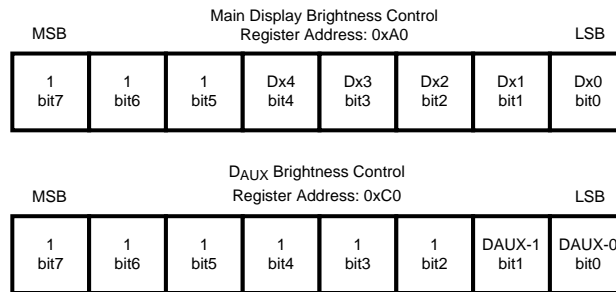 Main Display Brightness Control
MSB Register Address: 0xA0 LSB
1 1 1 Dx4 Dx3 Dx2 Dx1 Dx0
bit7 bit6 bit5 bit4 bit3 bit2 bit1 bit0
DAUX Brightness Control
MSB Register Address: 0xC0 LSB
1 1 1 1 1 1 DAUX-1 DAUX-0
bit7 bit6 bit5 bit4 bit3 bit2 bit1 bit0